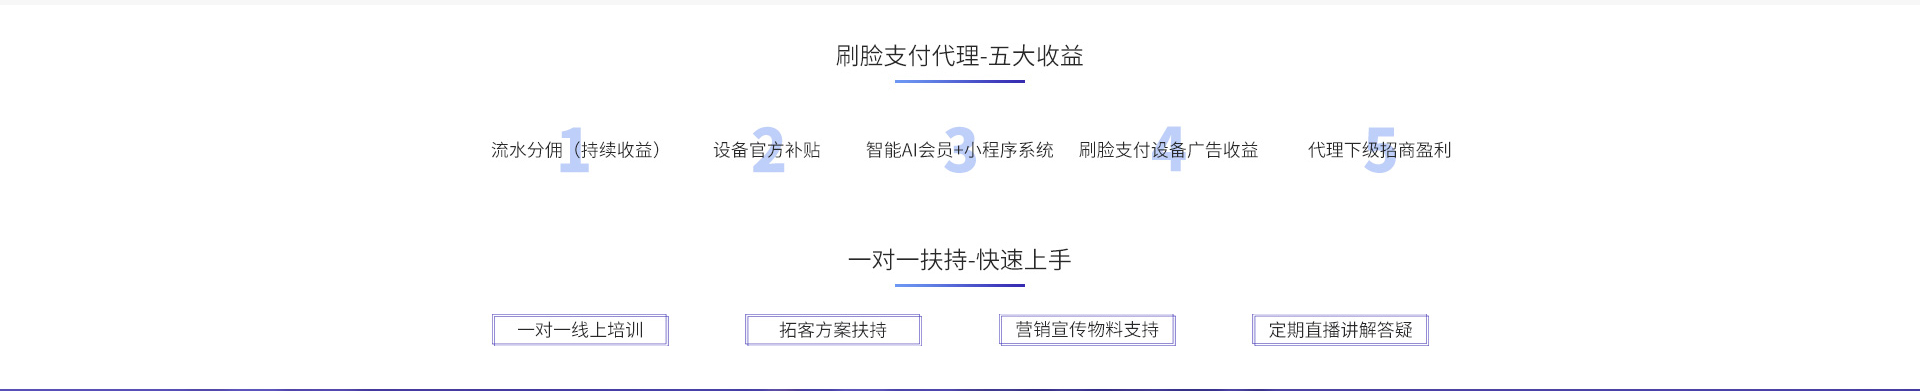 刷脸支付代理-五大收益
1 流水分佣（持续收益）
2 设备官方补贴
3 智能AI会员+小程序系统
4 刷脸支付设备广告收益
5 代理下级招商盈利
一对一扶持-快速上手
一对一线上培训
拓客方案扶持
营销宣传物料支持
定期直播讲解答疑